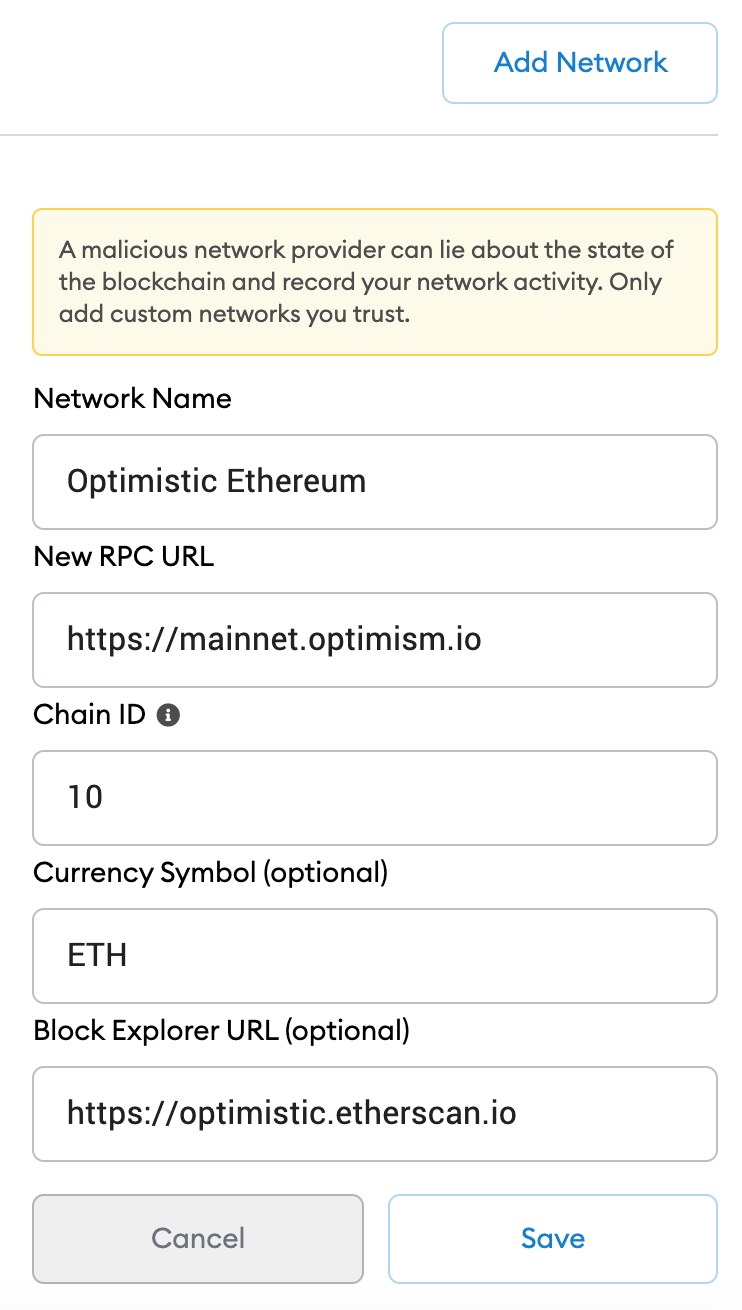 Add Network
A malicious network provider can lie about the state of
the blockchain and record your network activity. Only
add custom networks you trust.
Network Name
Optimistic Ethereum
New RPC URL
https://mainnet.optimism.io
Chain ID
10
Currency Symbol (optional)
ETH
Block Explorer URL (optional)
https://optimistic.etherscan.io
Cancel
Save